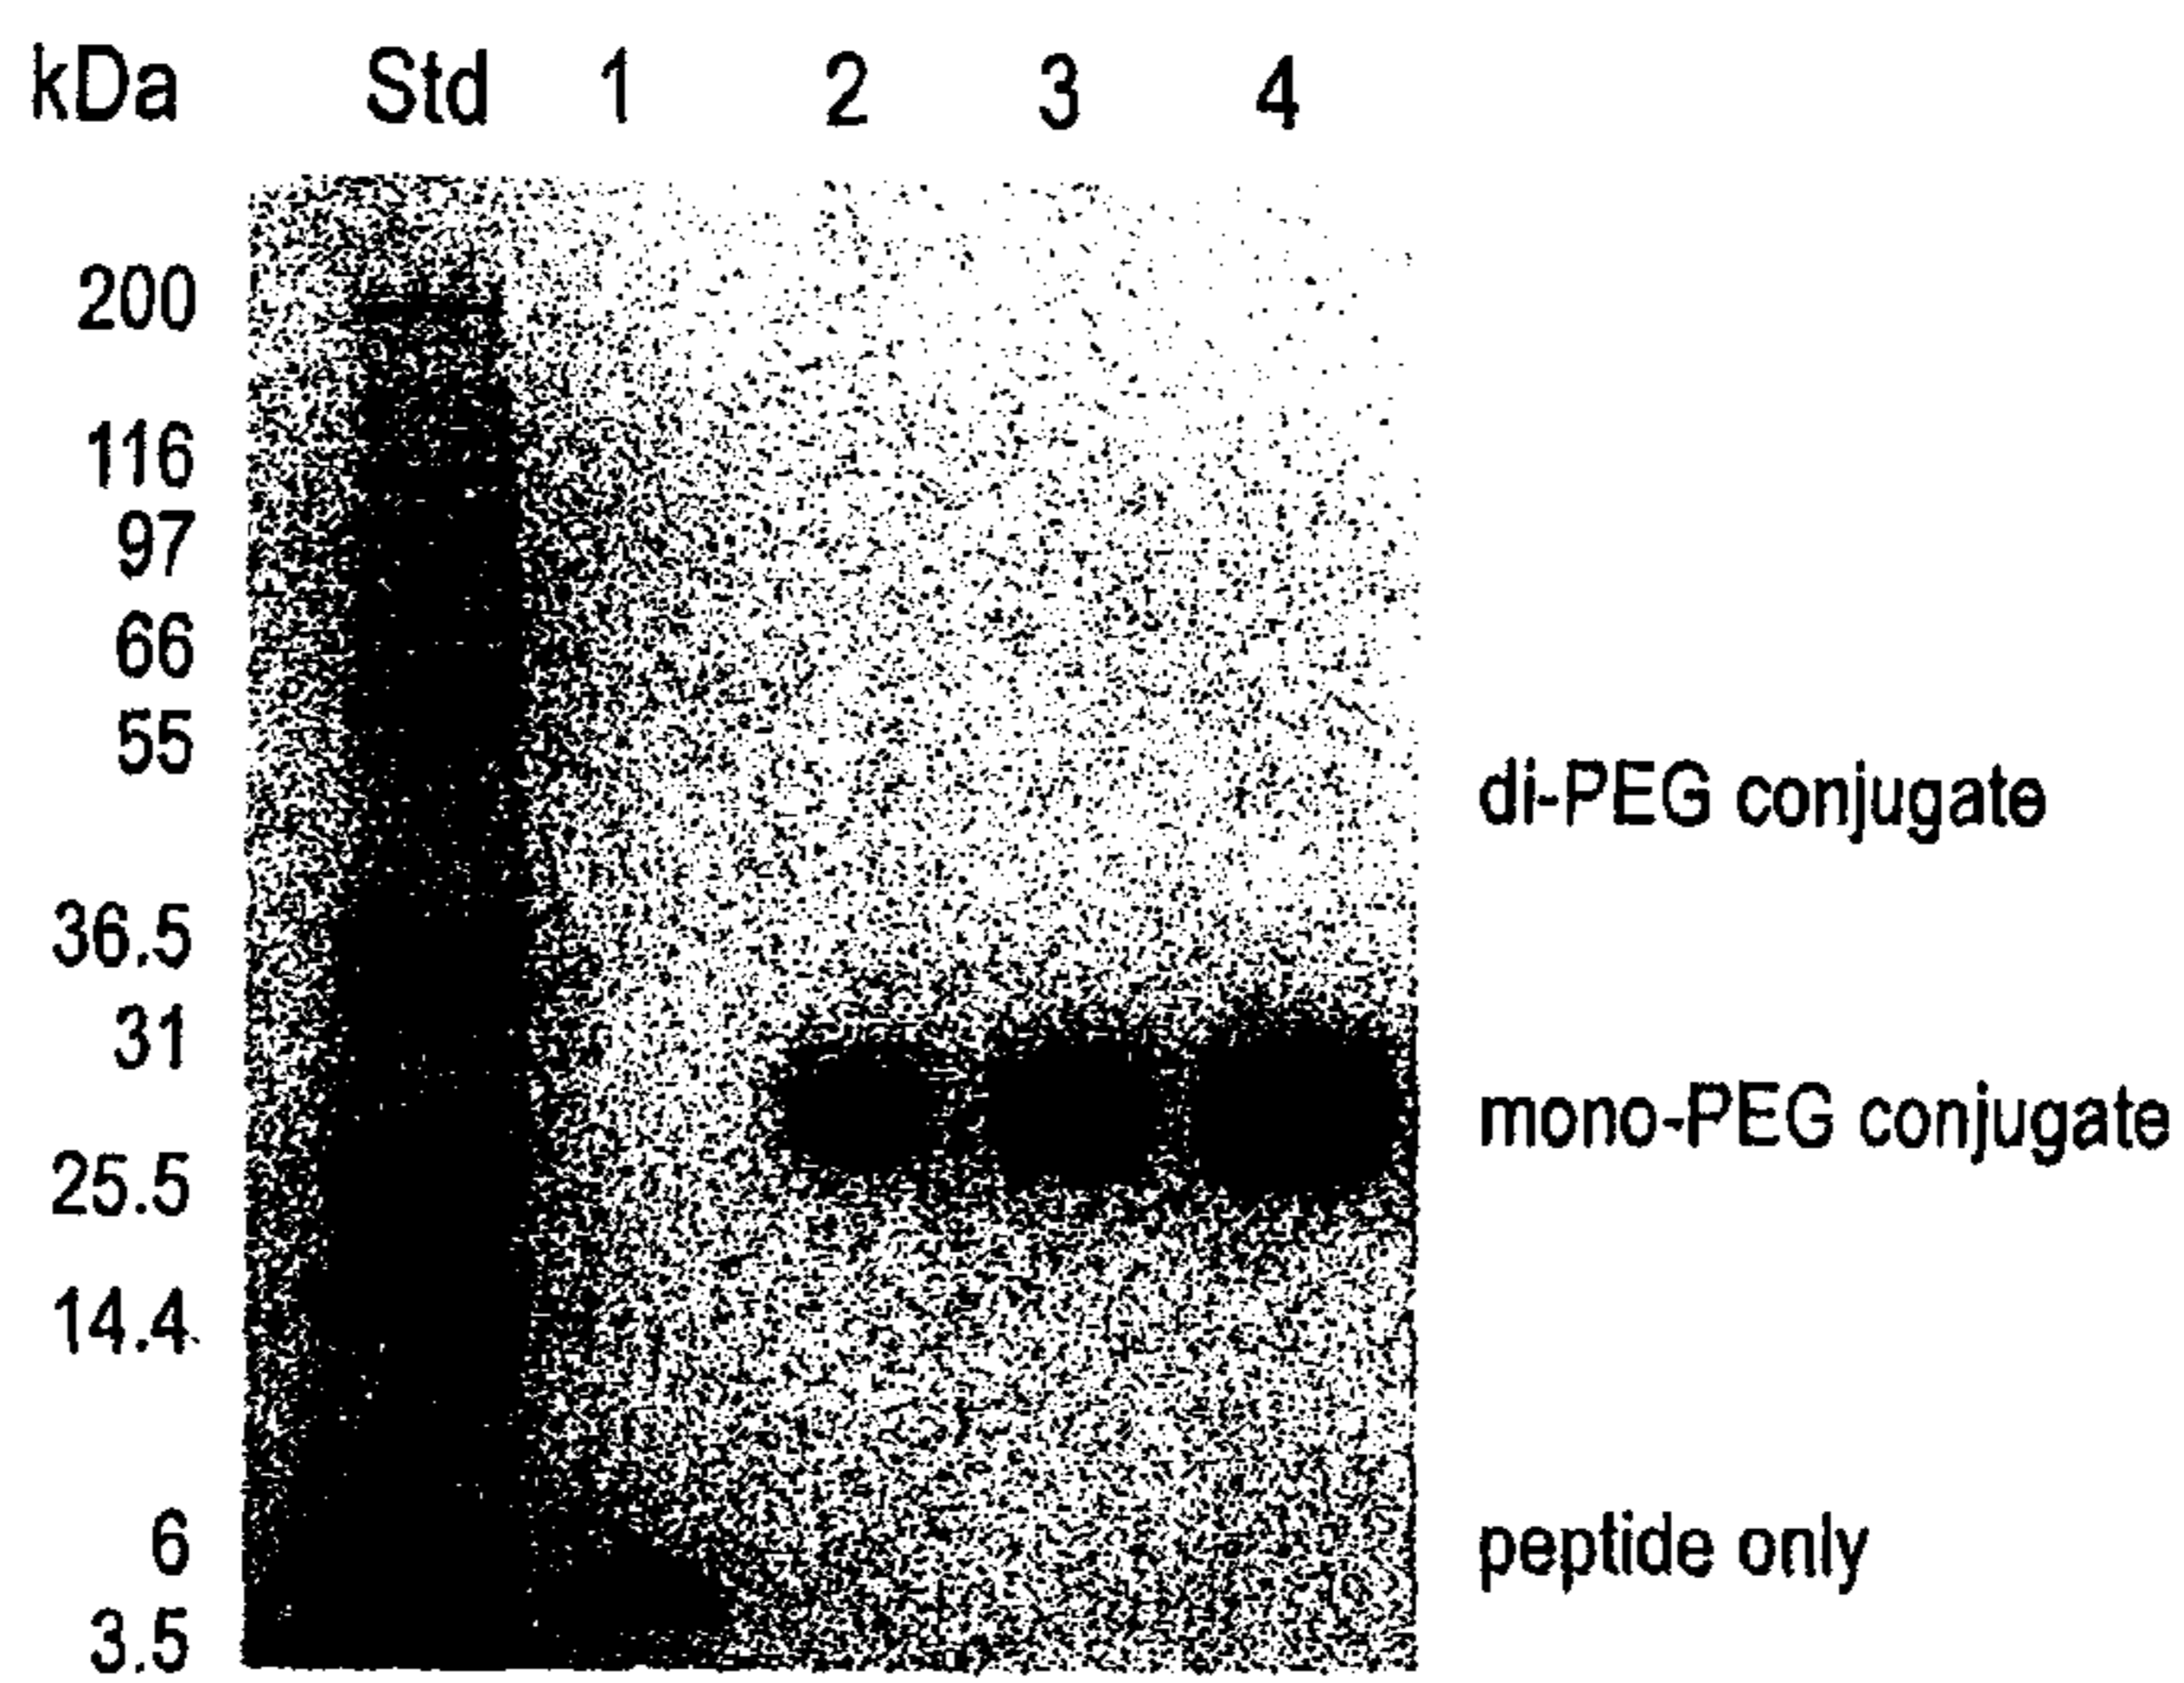 kDa Std 1 2 3 4
200
116
97
66
55
di-PEG conjugate
36.5
31
mono-PEG conjugate
25.5
14.4
6
peptide only
3.5